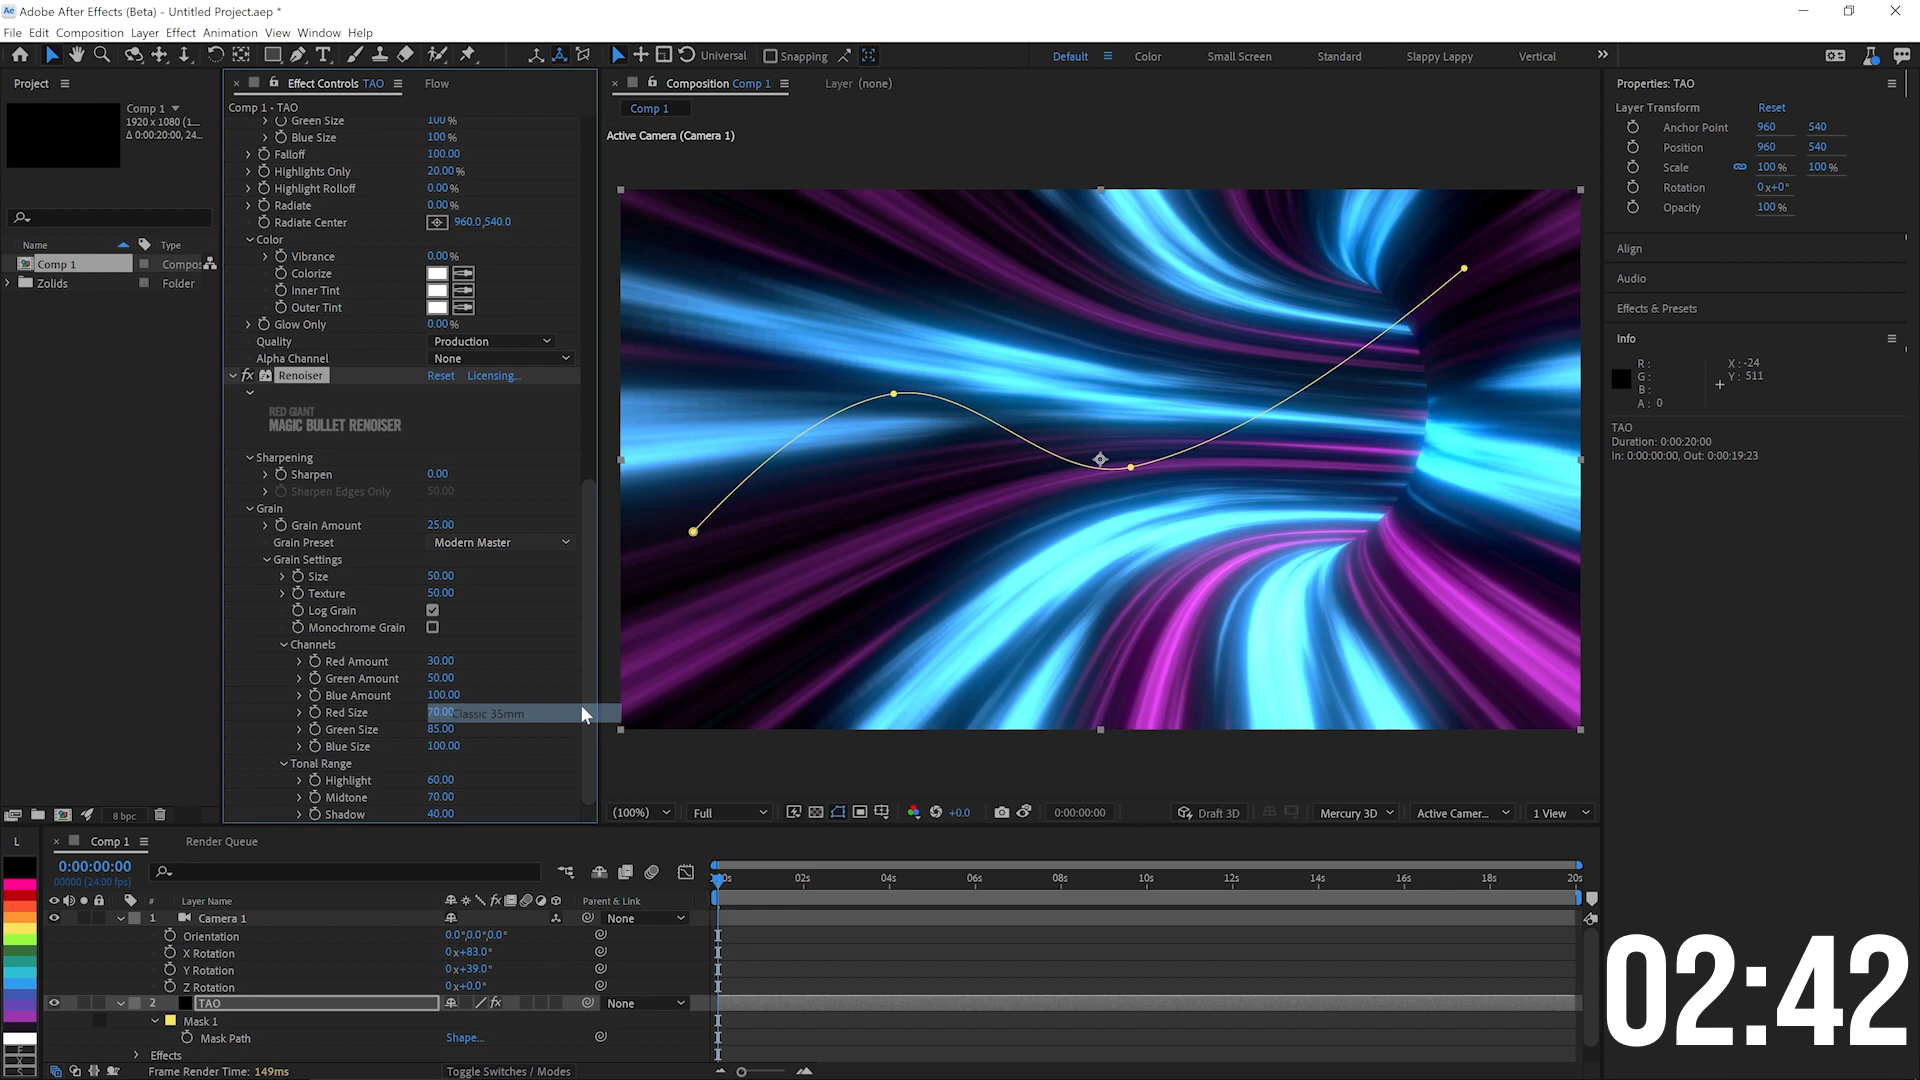 Adobe After Effects (Beta) - Untitled Project.aep *
File Edit Composition Layer Effect Animation View Window Help
Universal
Snapping
Default
Color
Small Screen
Standard
Slappy Lappy
Vertical
Project
Comp 1
1920 x 1080 (1...
Δ 0:00:20:00, 24...
Name
Type
Comp 1
Compos
Zolids
Folder
8 bpc
Effect Controls TAO
Flow
Comp 1 • TAO
Green Size 100 %
Blue Size 100 %
Falloff 100.00
Highlights Only 20.00 %
Highlight Rolloff 0.00 %
Radiate 0.00 %
Radiate Center 960.0,540.0
Color
Vibrance 0.00 %
Colorize
Inner Tint
Outer Tint
Glow Only 0.00 %
Quality Production
Alpha Channel None
fx Renoiser Reset Licensing...
RED GIANT
MAGIC BULLET RENOISER
Sharpening
Sharpen 0.00
Sharpen Edges Only 50.00
Grain
Grain Amount 25.00
Grain Preset Modern Master
Grain Settings
Size 50.00
Texture 50.00
Log Grain
Monochrome Grain
Channels
Red Amount 30.00
Green Amount 50.00
Blue Amount 100.00
Red Size 70.00 Classic 35mm
Green Size 85.00
Blue Size 100.00
Tonal Range
Highlight 60.00
Midtone 70.00
Shadow 40.00
Composition Comp 1
Layer (none)
Comp 1
Active Camera (Camera 1)
(100%) Full +0.0 0:00:00:00 Draft 3D Mercury 3D Active Camer... 1 View
Properties: TAO
Layer Transform Reset
Anchor Point 960 540
Position 960 540
Scale 100 % 100 %
Rotation 0x+0°
Opacity 100 %
Align
Audio
Effects & Presets
Info
R :
G :
B :
A : 0
X : -24
Y : 511
TAO
Duration: 0:00:20:00
In: 0:00:00:00, Out: 0:00:19:23
L
Comp 1
Render Queue
0:00:00:00
00000 (24.00 fps)
02s 04s 06s 08s 10s 12s 14s 16s 18s 20s
# Layer Name fx Parent & Link
1 Camera 1 None
Orientation 0.0°,0.0°,0.0°
X Rotation 0x+83.0°
Y Rotation 0x+39.0°
Z Rotation 0x+0.0°
2 TAO fx None
Mask 1
Mask Path Shape...
Effects
F
X
S
Frame Render Time: 149ms
Toggle Switches / Modes
02:42